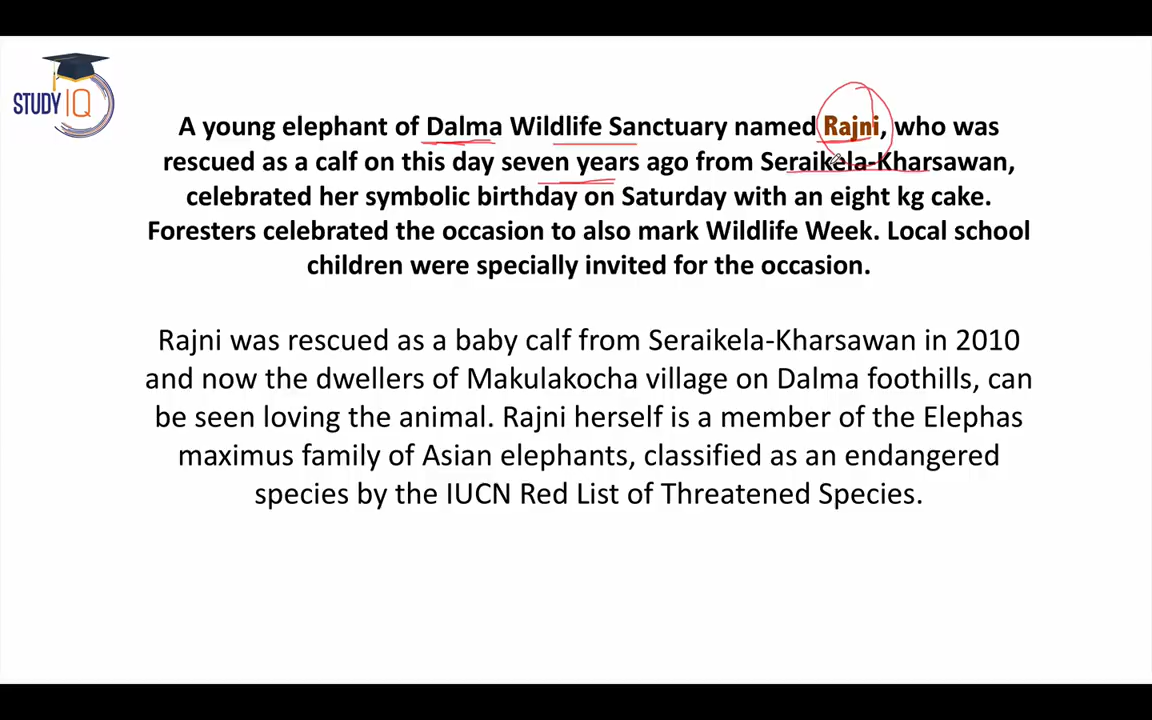 STUDY IQ
A young elephant of Dalma Wildlife Sanctuary named Rajni, who was
rescued as a calf on this day seven years ago from Seraikela-Kharsawan,
celebrated her symbolic birthday on Saturday with an eight kg cake.
Foresters celebrated the occasion to also mark Wildlife Week. Local school
children were specially invited for the occasion.
Rajni was rescued as a baby calf from Seraikela-Kharsawan in 2010
and now the dwellers of Makulakocha village on Dalma foothills, can
be seen loving the animal. Rajni herself is a member of the Elephas
maximus family of Asian elephants, classified as an endangered
species by the IUCN Red List of Threatened Species.